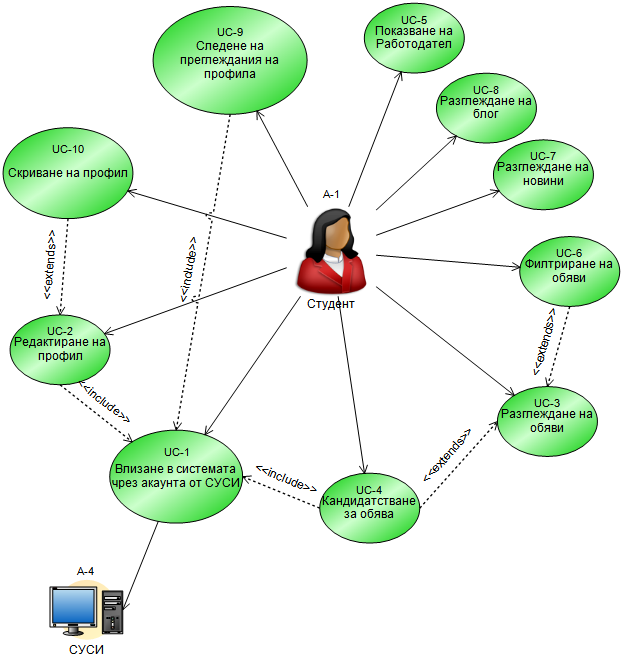 UC-9
Следене на
преглеждания на
профила
UC-5
Показване на
Работодател
UC-8
Разглеждане на
блог
UC-7
Разглеждане на
новини
UC-10
Скриване на профил
A-1
Студент
UC-6
Филтриране на
обяви
<<extends>>
<<include>>
<<extends>>
UC-2
Редактиране на
профил
<<include>>
UC-3
Разглеждане на
обяви
<<extends>>
UC-1
Впизане в системата
чрез акаунта от СУСИ
<<include>>
UC-4
Кандидатстване
за обява
A-4
СУСИ